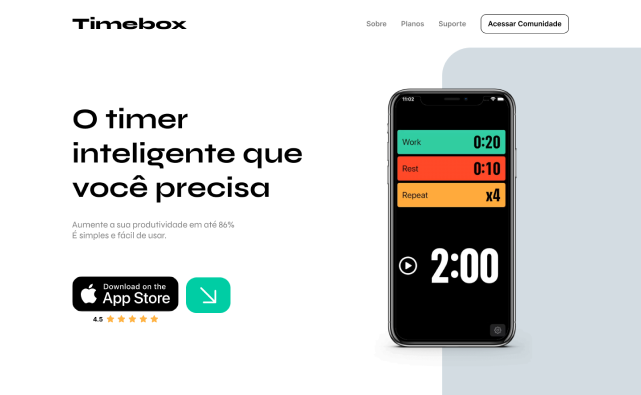 Timebox
Sobre Planos Suporte Acessar Comunidade
O timer
inteligente que
você precisa
Aumente a sua produtividade em até 86%
É simples e fácil de usar.
Download on the
App Store
4.5
11:02
Work 0:20
Rest 0:10
Repeat x4
2:00